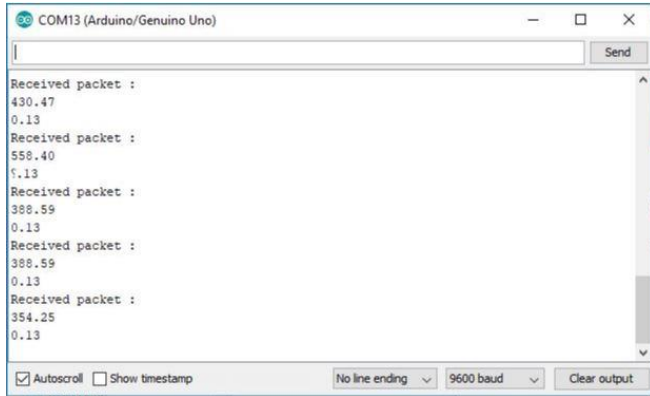 COM13 (Arduino/Genuino Uno)
Send
Received packet :
430.47
0.13
Received packet :
558.40
⸮.13
Received packet :
388.59
0.13
Received packet :
388.59
0.13
Received packet :
354.25
0.13
Autoscroll Show timestamp No line ending 9600 baud Clear output